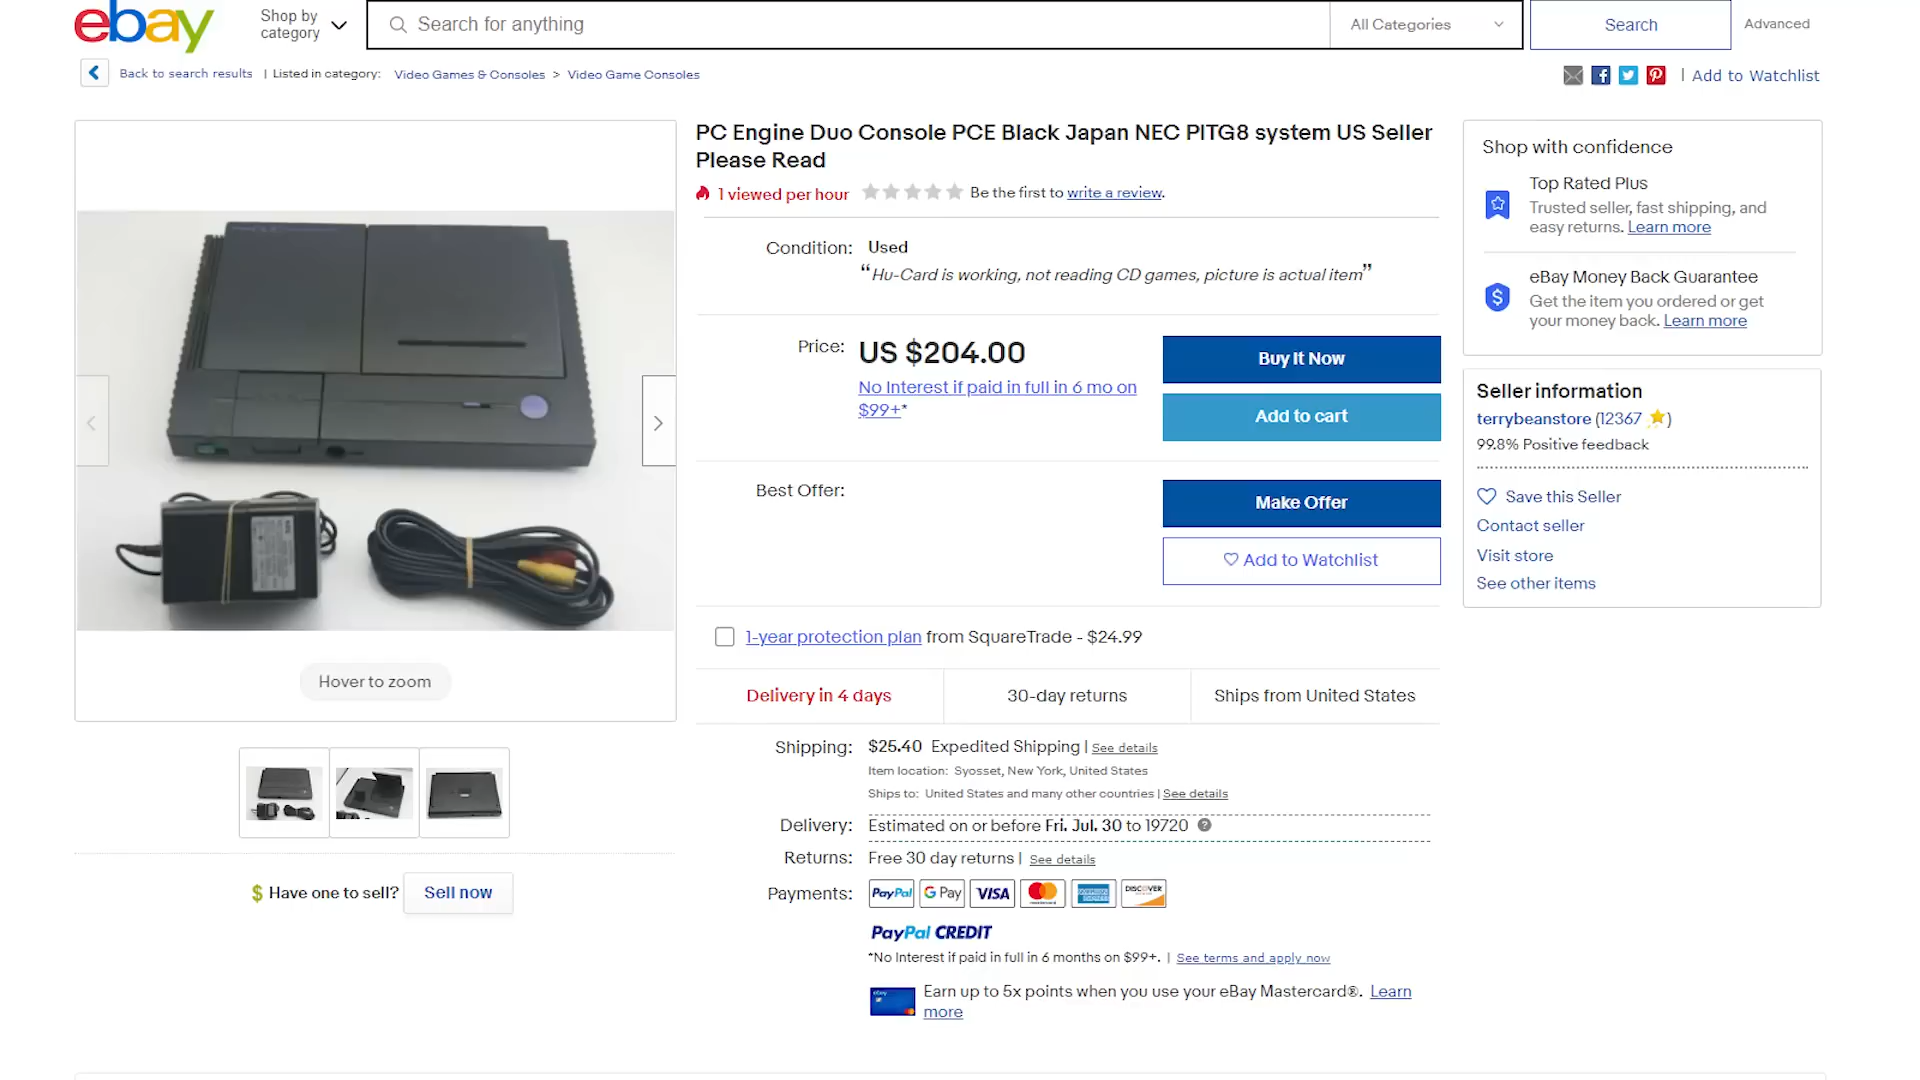 ebay
Shop by
category
Search for anything
All Categories
Search
Advanced
Back to search results | Listed in category: Video Games & Consoles > Video Game Consoles
| Add to Watchlist
PC Engine Duo Console PCE Black Japan NEC PITG8 system US Seller
Please Read
1 viewed per hour Be the first to write a review.
Condition: Used
“Hu-Card is working, not reading CD games, picture is actual item”
Price: US $204.00
No Interest if paid in full in 6 mo on
$99+*
Buy It Now
Add to cart
Best Offer:
Make Offer
Add to Watchlist
1-year protection plan from SquareTrade - $24.99
Delivery in 4 days
30-day returns
Ships from United States
Shipping: $25.40 Expedited Shipping | See details
Item location: Syosset, New York, United States
Ships to: United States and many other countries | See details
Delivery: Estimated on or before Fri. Jul. 30 to 19720
Returns: Free 30 day returns | See details
Payments: PayPal G Pay VISA mastercard AMERICAN EXPRESS DISCOVER
PayPal CREDIT
*No Interest if paid in full in 6 months on $99+. | See terms and apply now
Earn up to 5x points when you use your eBay Mastercard®. Learn
more
Hover to zoom
$ Have one to sell? Sell now
Shop with confidence
Top Rated Plus
Trusted seller, fast shipping, and
easy returns. Learn more
eBay Money Back Guarantee
Get the item you ordered or get
your money back. Learn more
Seller information
terrybeanstore (12367)
99.8% Positive feedback
Save this Seller
Contact seller
Visit store
See other items